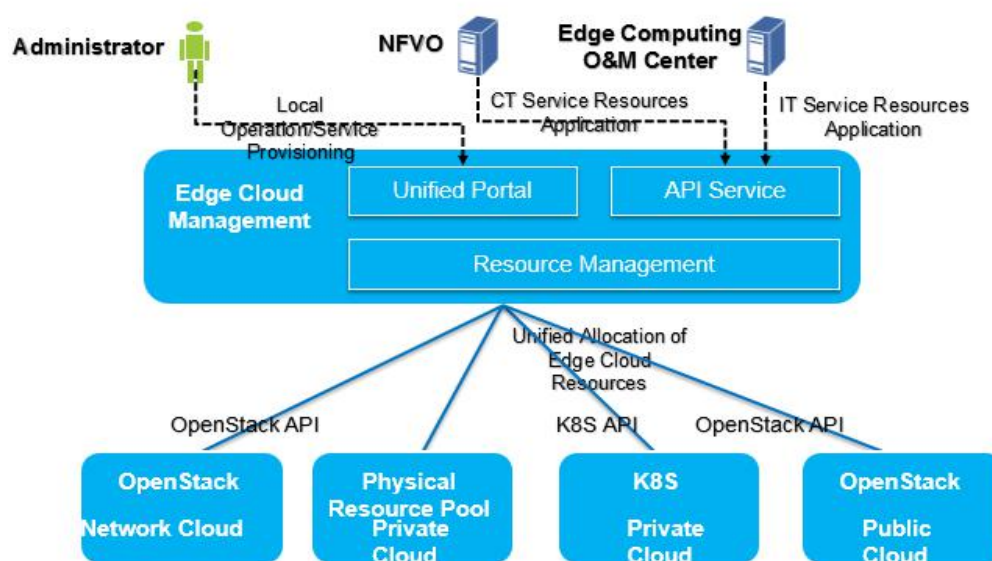 Administrator
NFVO
Edge Computing
O&M Center
Local
Operation/Service
Provisioning
CT Service Resources
Application
IT Service Resources
Application
Edge Cloud
Management
Unified Portal
API Service
Resource Management
Unified Allocation of
Edge Cloud
Resources
OpenStack API
K8S API
OpenStack API
OpenStack
Network Cloud
Physical
Resource Pool
Private
Cloud
K8S
Private
Cloud
OpenStack
Public
Cloud